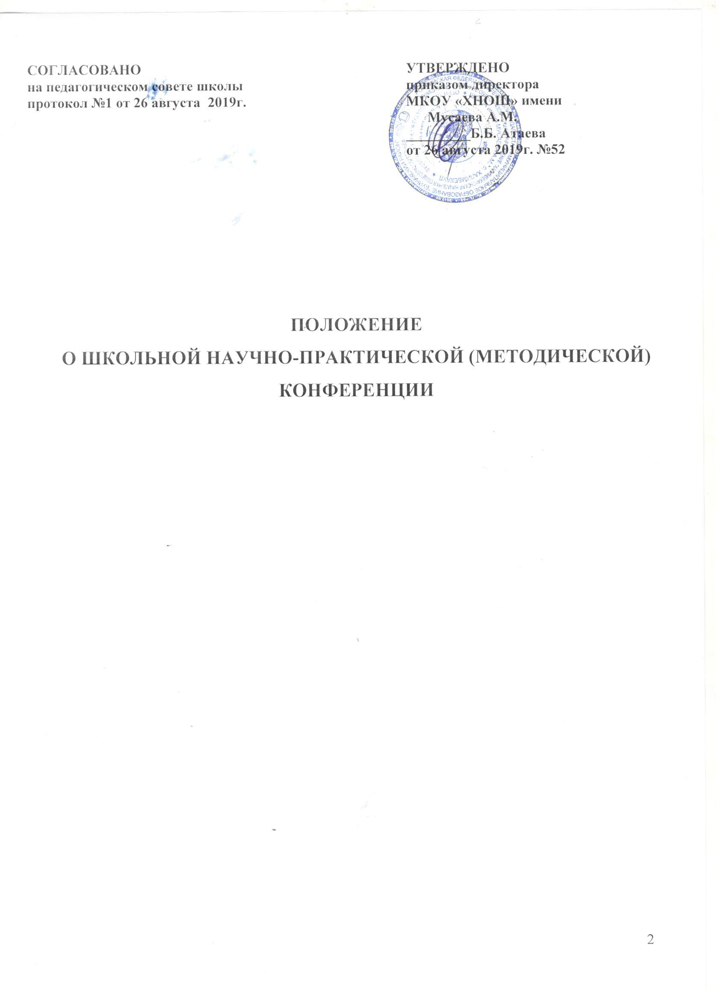 СОГЛАСОВАНО
на педагогическом совете школы
протокол №1 от 26 августа  2019г.
УТВЕРЖДЕНО
приказом директора
МКОУ «ХНОШ» имени
Мусаева А.М.
_________Б.Б. Атаева
от 26 августа 2019г. №52
ПОЛОЖЕНИЕ
О ШКОЛЬНОЙ НАУЧНО-ПРАКТИЧЕСКОЙ (МЕТОДИЧЕСКОЙ)
КОНФЕРЕНЦИИ
2